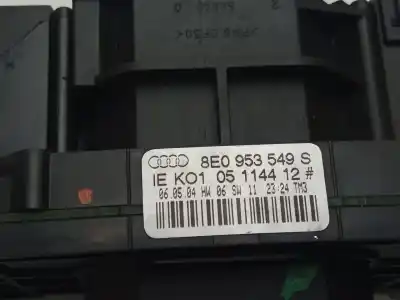 8E0 953 549 S
IE KO1 05 1144 12 #
06.05.04 HW 06 SW 11 23:24 TM3